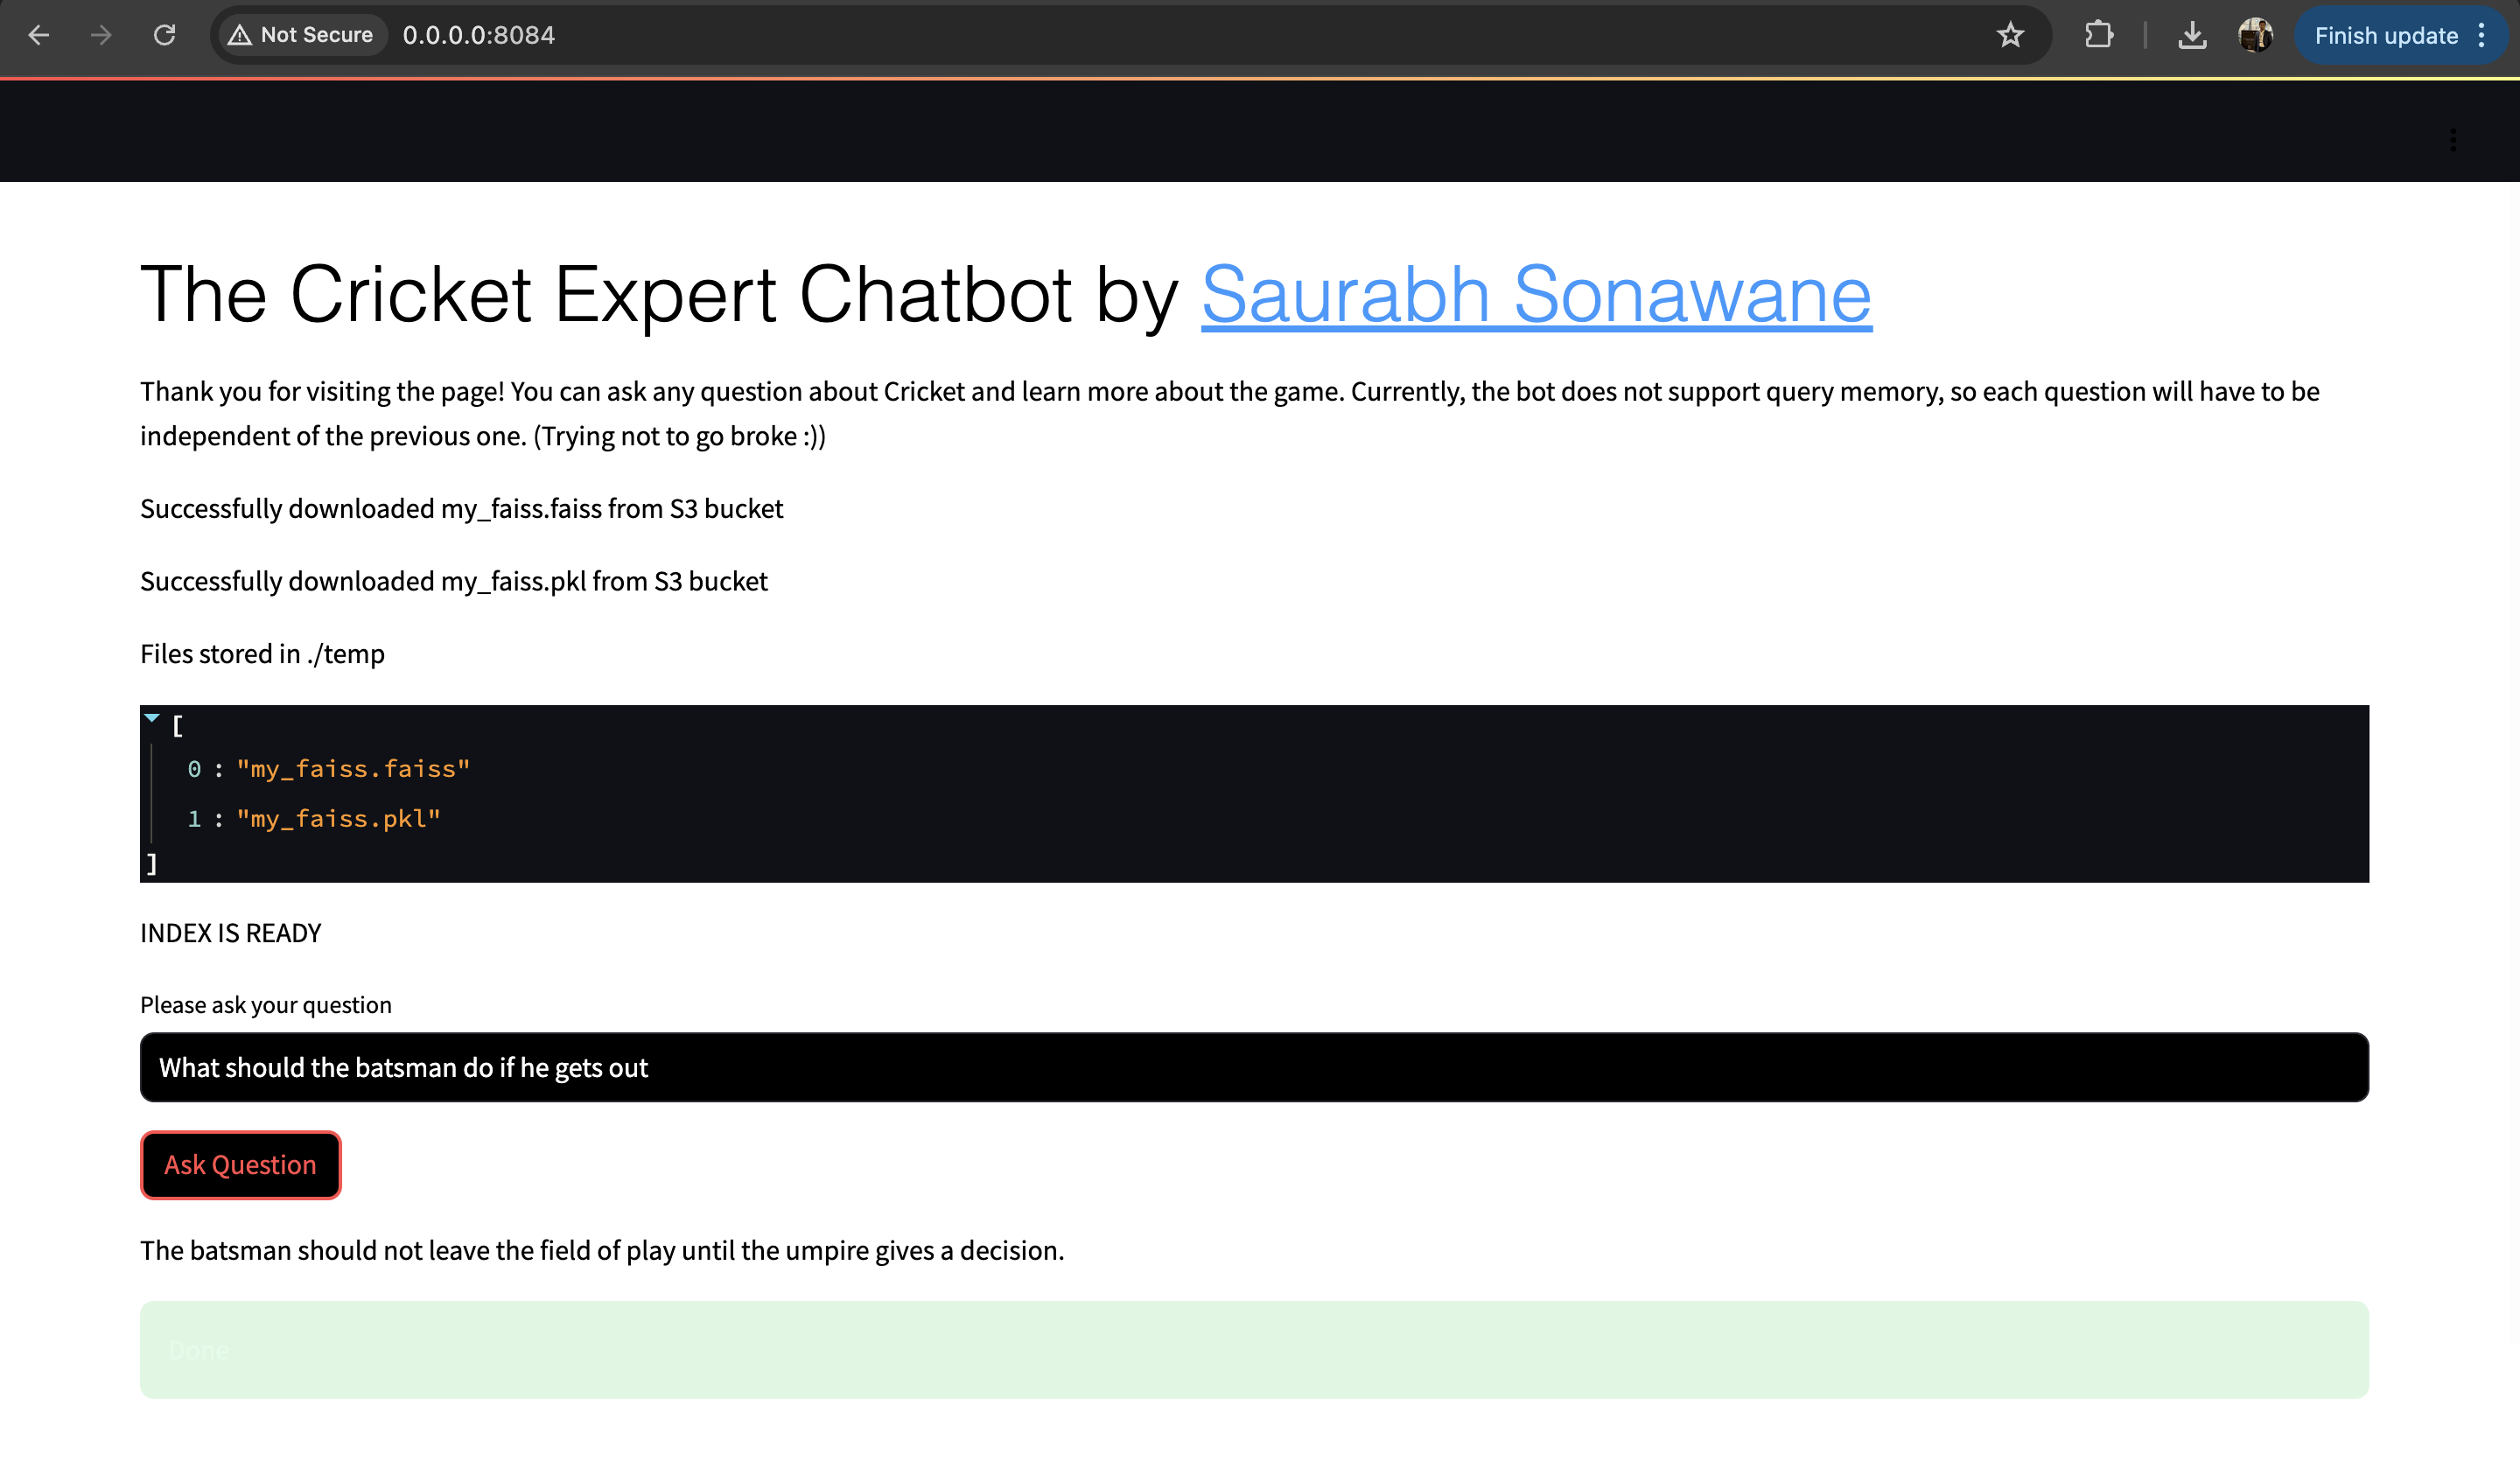 Not Secure 0.0.0.0:8084 Finish update
The Cricket Expert Chatbot by Saurabh Sonawane
Thank you for visiting the page! You can ask any question about Cricket and learn more about the game. Currently, the bot does not support query memory, so each question will have to be
independent of the previous one. (Trying not to go broke :))
Successfully downloaded my_faiss.faiss from S3 bucket
Successfully downloaded my_faiss.pkl from S3 bucket
Files stored in ./temp
[
0 : "my_faiss.faiss"
1 : "my_faiss.pkl"
]
INDEX IS READY
Please ask your question
What should the batsman do if he gets out
Ask Question
The batsman should not leave the field of play until the umpire gives a decision.
Done